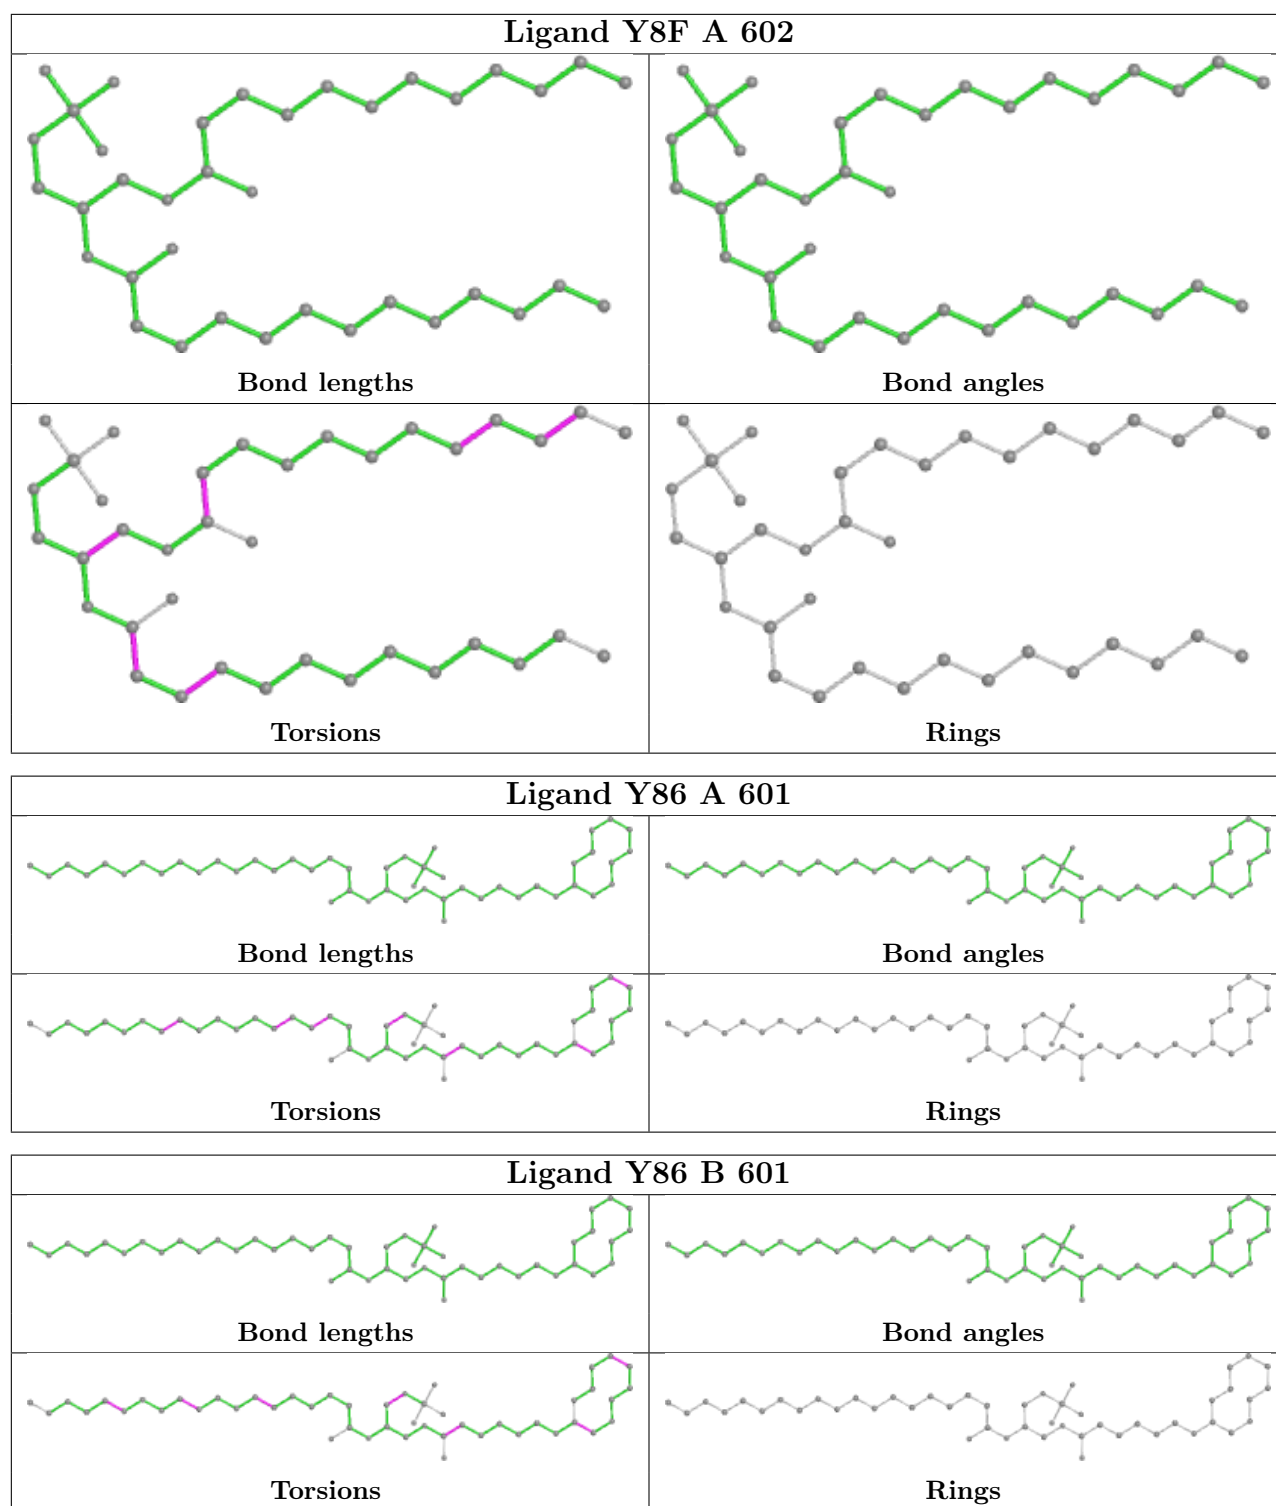 Ligand Y8F A 602
Bond lengths
Bond angles
Torsions
Rings
Ligand Y86 A 601
Bond lengths
Bond angles
Torsions
Rings
Ligand Y86 B 601
Bond lengths
Bond angles
Torsions
Rings